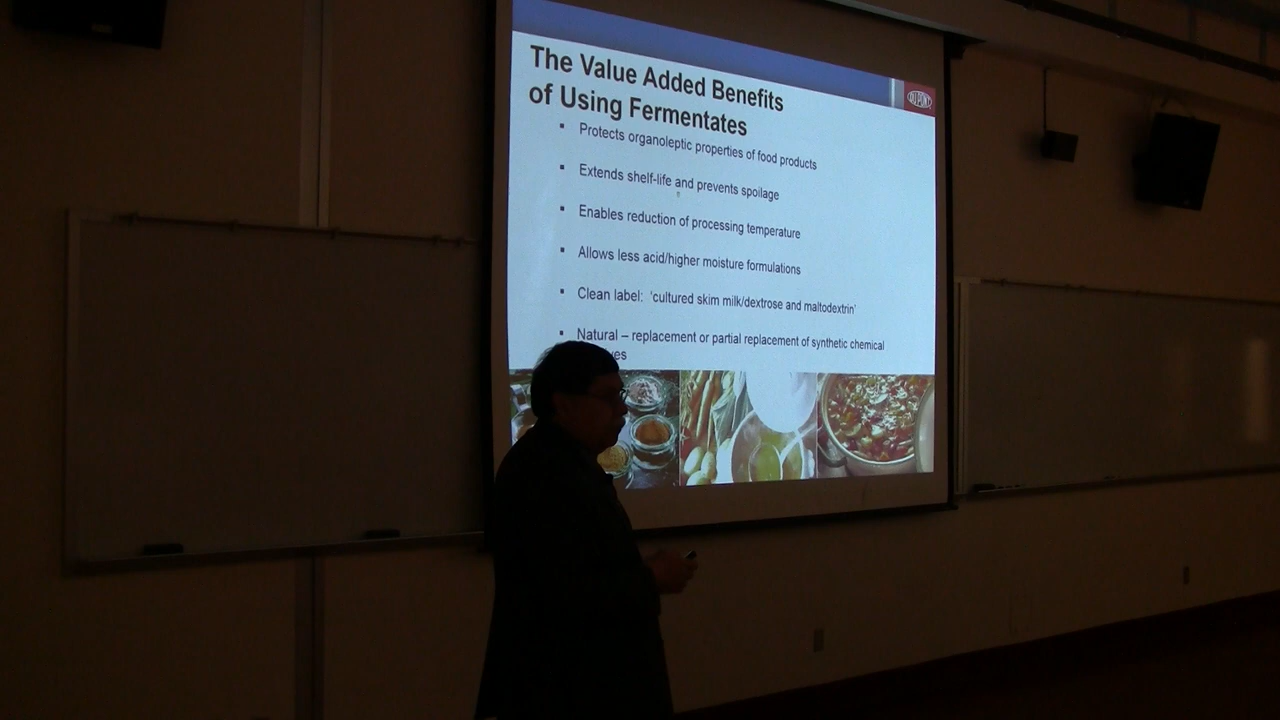 The Value Added Benefits
of Using Fermentates
DU PONT
▪ Protects organoleptic properties of food products
▪ Extends shelf-life and prevents spoilage
▪ Enables reduction of processing temperature
▪ Allows less acid/higher moisture formulations
▪ Clean label: ‘cultured skim milk/dextrose and maltodextrin’
▪ Natural – replacement or partial replacement of synthetic chemical